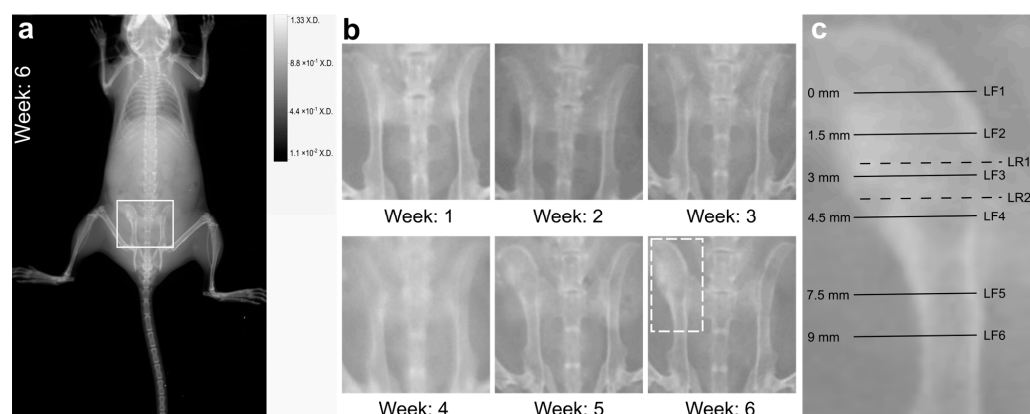 a
Week: 6
1.33 X.D.
8.8 ×10⁻¹ X.D.
4.4 ×10⁻¹ X.D.
1.1 ×10⁻² X.D.
b
Week: 1
Week: 2
Week: 3
Week: 4
Week: 5
Week: 6
c
0 mm
LF1
1.5 mm
LF2
LR1
3 mm
LF3
LR2
4.5 mm
LF4
7.5 mm
LF5
9 mm
LF6